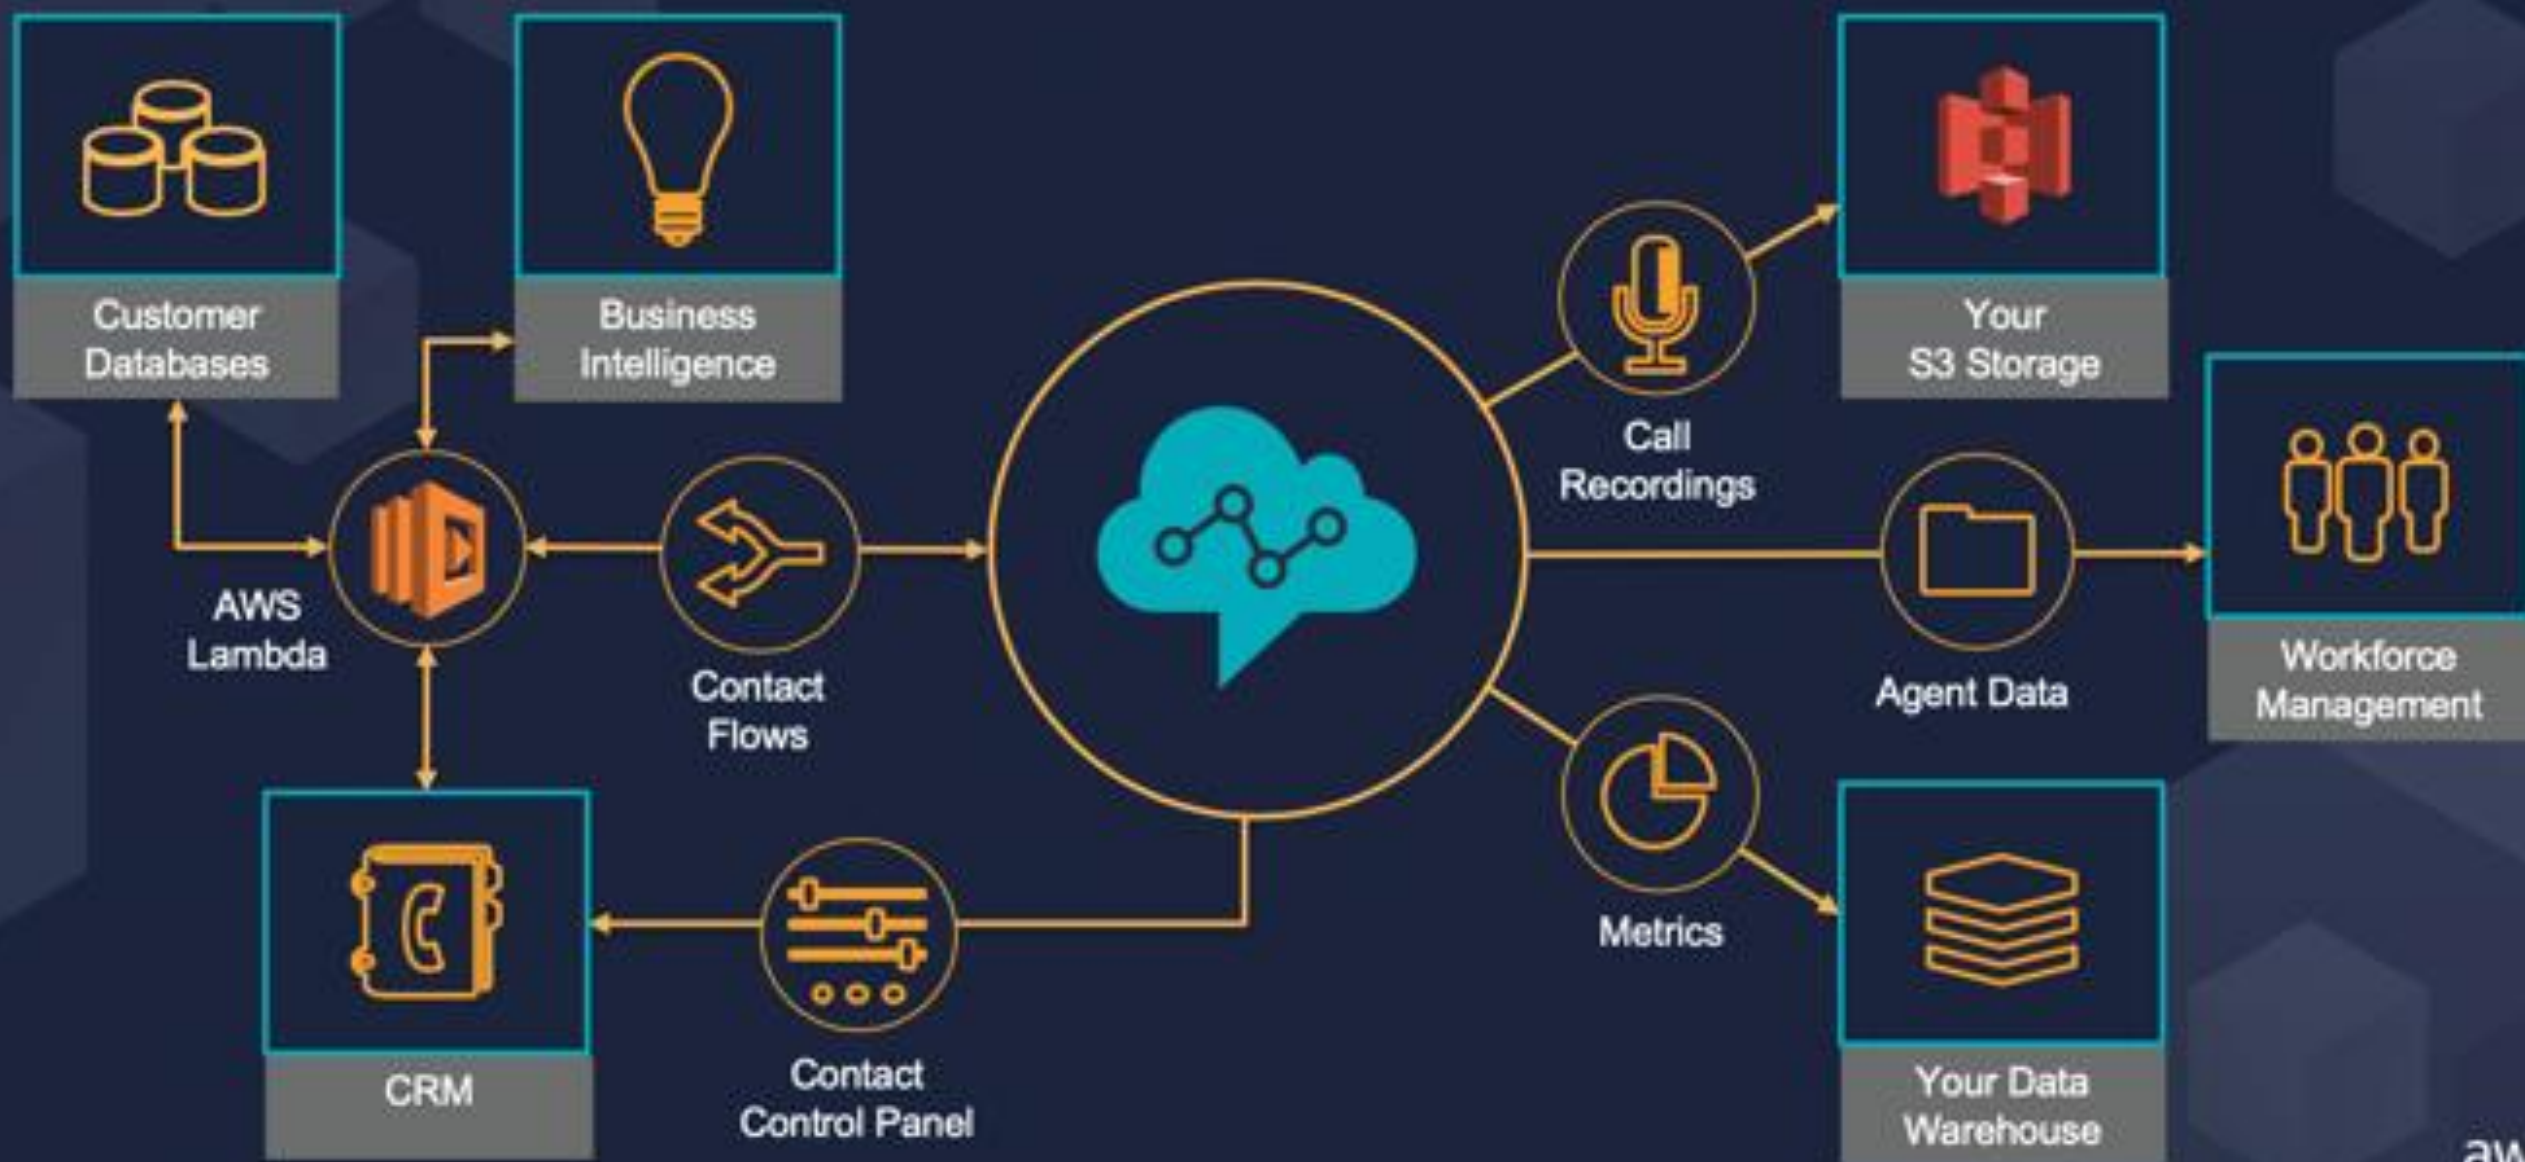 Customer
Databases
Business
Intelligence
Your
S3 Storage
Call
Recordings
AWS
Lambda
Contact
Flows
Agent Data
Workforce
Management
Metrics
CRM
Contact
Control Panel
Your Data
Warehouse
aw